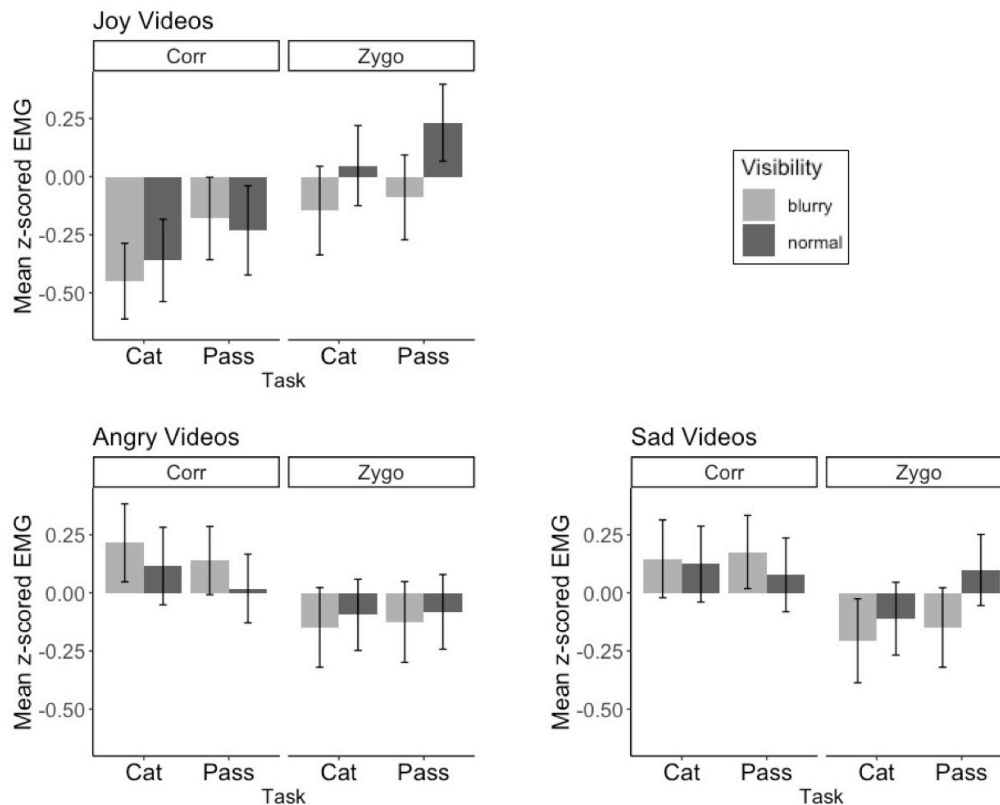 Joy Videos
Corr Zygo
Mean z-scored EMG
0.25
0.00
-0.25
-0.50
Cat Pass Cat Pass
Task
Visibility
blurry
normal
Angry Videos
Corr Zygo
Mean z-scored EMG
0.25
0.00
-0.25
-0.50
Cat Pass Cat Pass
Task
Sad Videos
Corr Zygo
Mean z-scored EMG
0.25
0.00
-0.25
-0.50
Cat Pass Cat Pass
Task